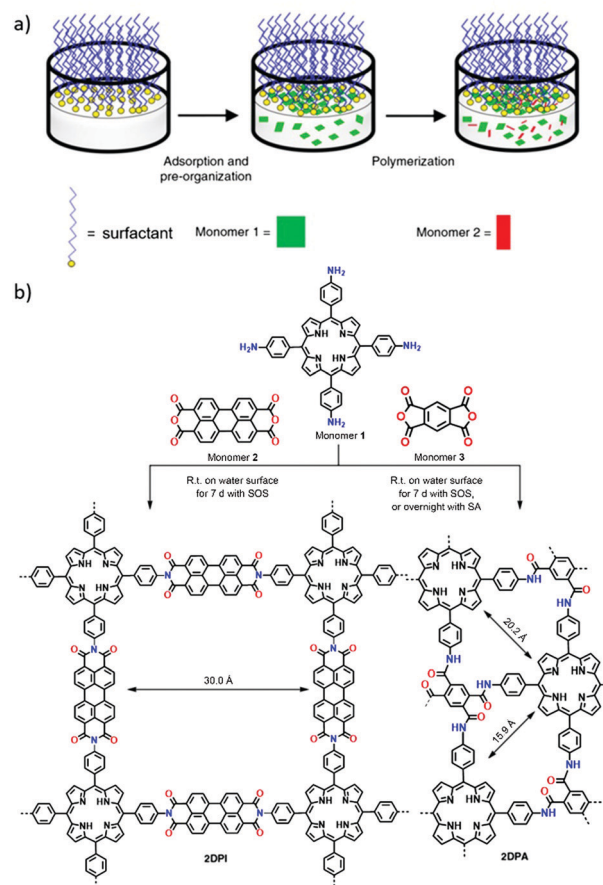 a)
Adsorption and
pre-organization
Polymerization
= surfactant
Monomer 1 =
Monomer 2 =
b)
NH₂
H₂N
NH₂
NH₂
NH N
N HN
O O O
O O O
O O O
O O O
Monomer 2
Monomer 1
Monomer 3
R.t. on water surface
for 7 d with SOS
R.t. on water surface
for 7 d with SOS,
or overnight with SA
30.0 Å
20.2 Å
15.9 Å
2DPI
2DPA